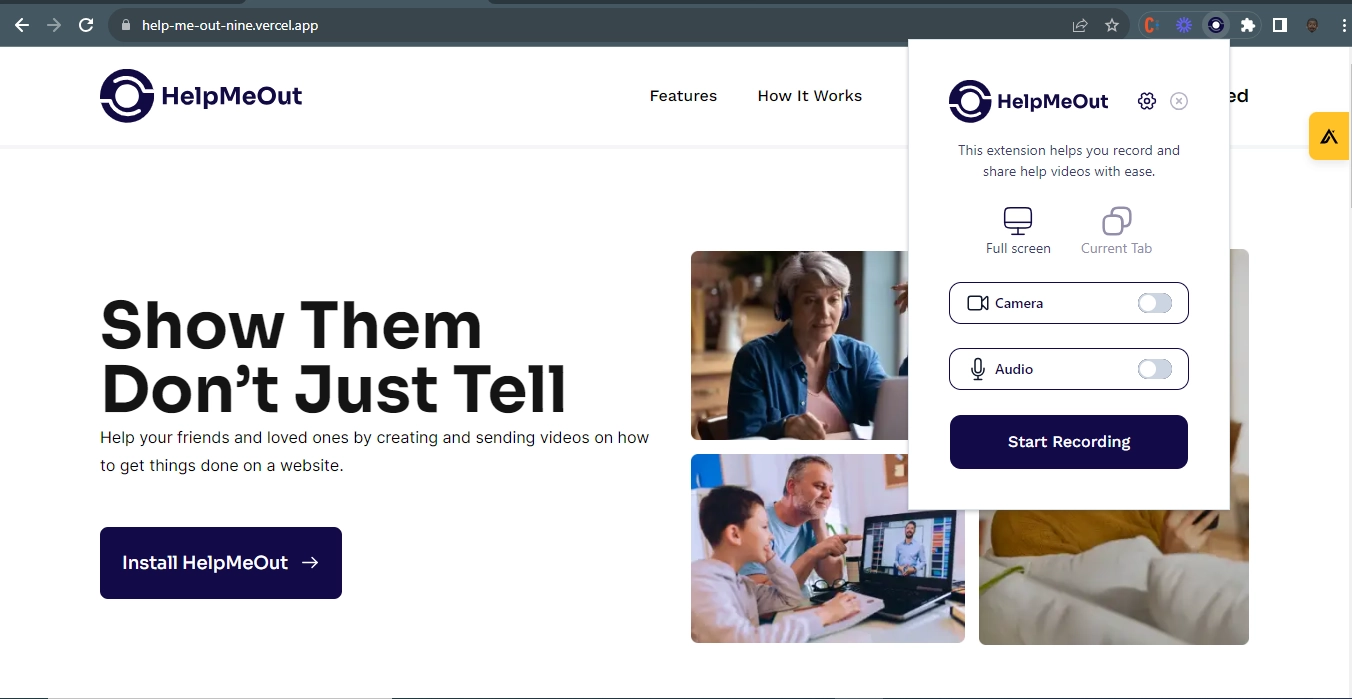 help-me-out-nine.vercel.app
HelpMeOut
Features
How It Works
ed
HelpMeOut
This extension helps you record and
share help videos with ease.
Full screen
Current Tab
Camera
Audio
Start Recording
Show Them
Don’t Just Tell
Help your friends and loved ones by creating and sending videos on how
to get things done on a website.
Install HelpMeOut →